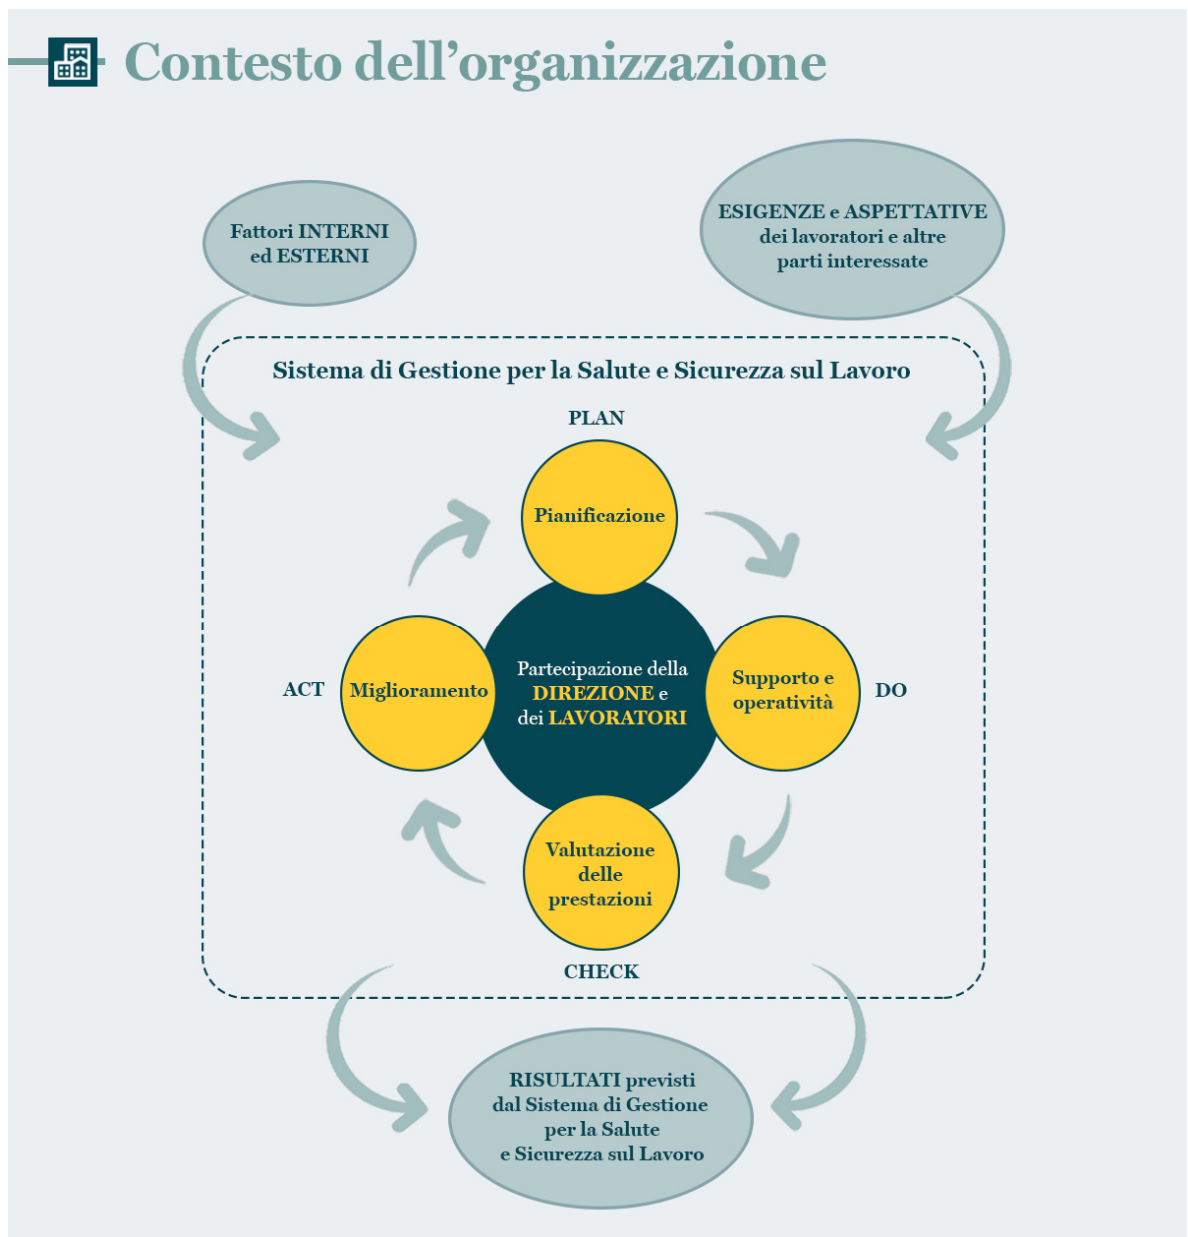 Contesto dell’organizzazione
Fattori INTERNI
ed ESTERNI
ESIGENZE e ASPETTATIVE
dei lavoratori e altre
parti interessate
Sistema di Gestione per la Salute e Sicurezza sul Lavoro
PLAN
Pianificazione
ACT
Miglioramento
Partecipazione della
DIREZIONE e
dei LAVORATORI
Supporto e
operatività
DO
Valutazione
delle
prestazioni
CHECK
RISULTATI previsti
dal Sistema di Gestione
per la Salute
e Sicurezza sul Lavoro